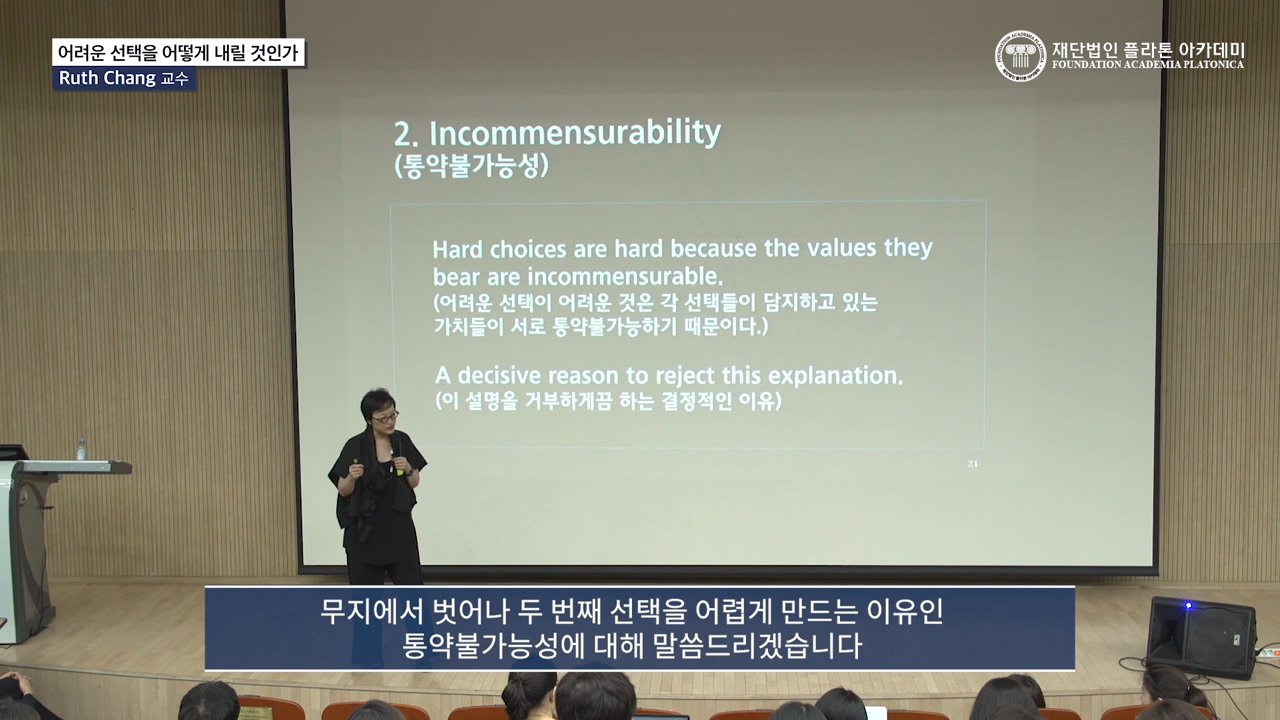 어려운 선택을 어떻게 내릴 것인가
Ruth Chang 교수
재단법인 플라톤 아카데미
FOUNDATION ACADEMIA PLATONICA
2. Incommensurability
(통약불가능성)
Hard choices are hard because the values they
bear are incommensurable.
(어려운 선택이 어려운 것은 각 선택들이 담지하고 있는
가치들이 서로 통약불가능하기 때문이다.)
A decisive reason to reject this explanation.
(이 설명을 거부하게끔 하는 결정적인 이유)
21
무지에서 벗어나 두 번째 선택을 어렵게 만드는 이유인
통약불가능성에 대해 말씀드리겠습니다